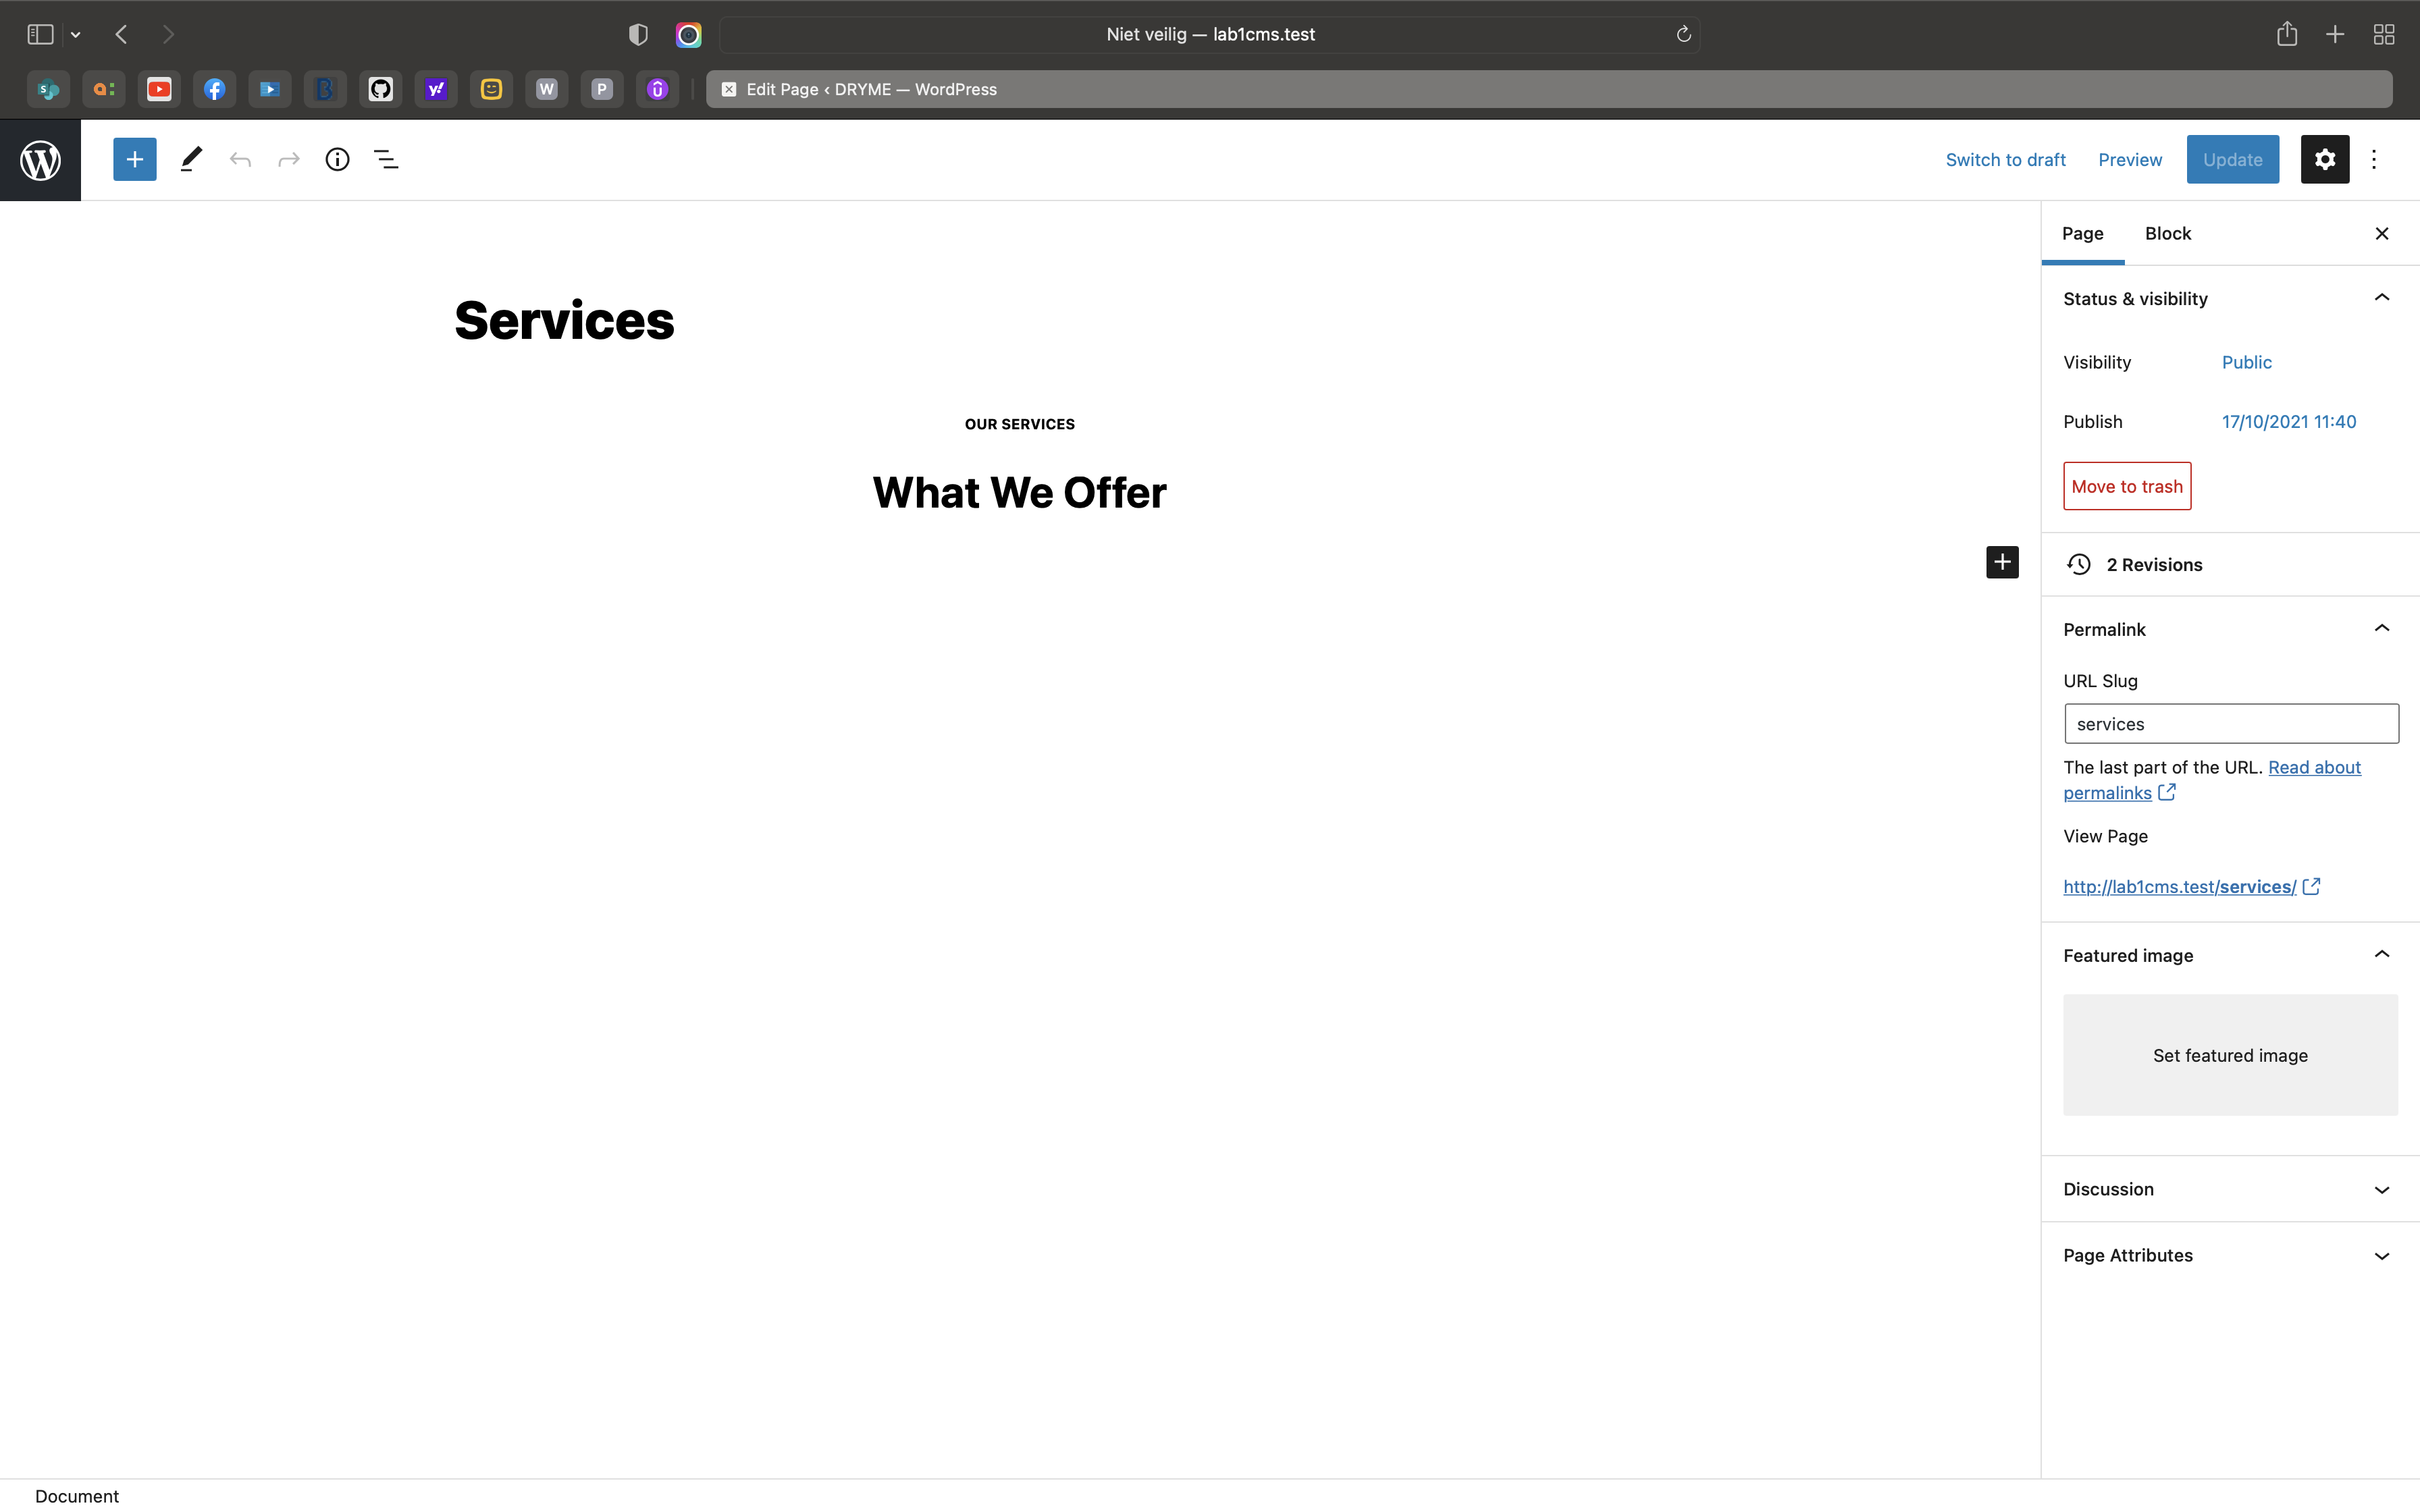 Niet veilig — lab1cms.test
W P Edit Page ‹ DRYME — WordPress
Switch to draft Preview Update
Page Block
Services
Status & visibility
Visibility Public
OUR SERVICES
Publish 17/10/2021 11:40
What We Offer
Move to trash
2 Revisions
Permalink
URL Slug
services
The last part of the URL. Read about
permalinks
View Page
http://lab1cms.test/services/
Featured image
Set featured image
Discussion
Page Attributes
Document